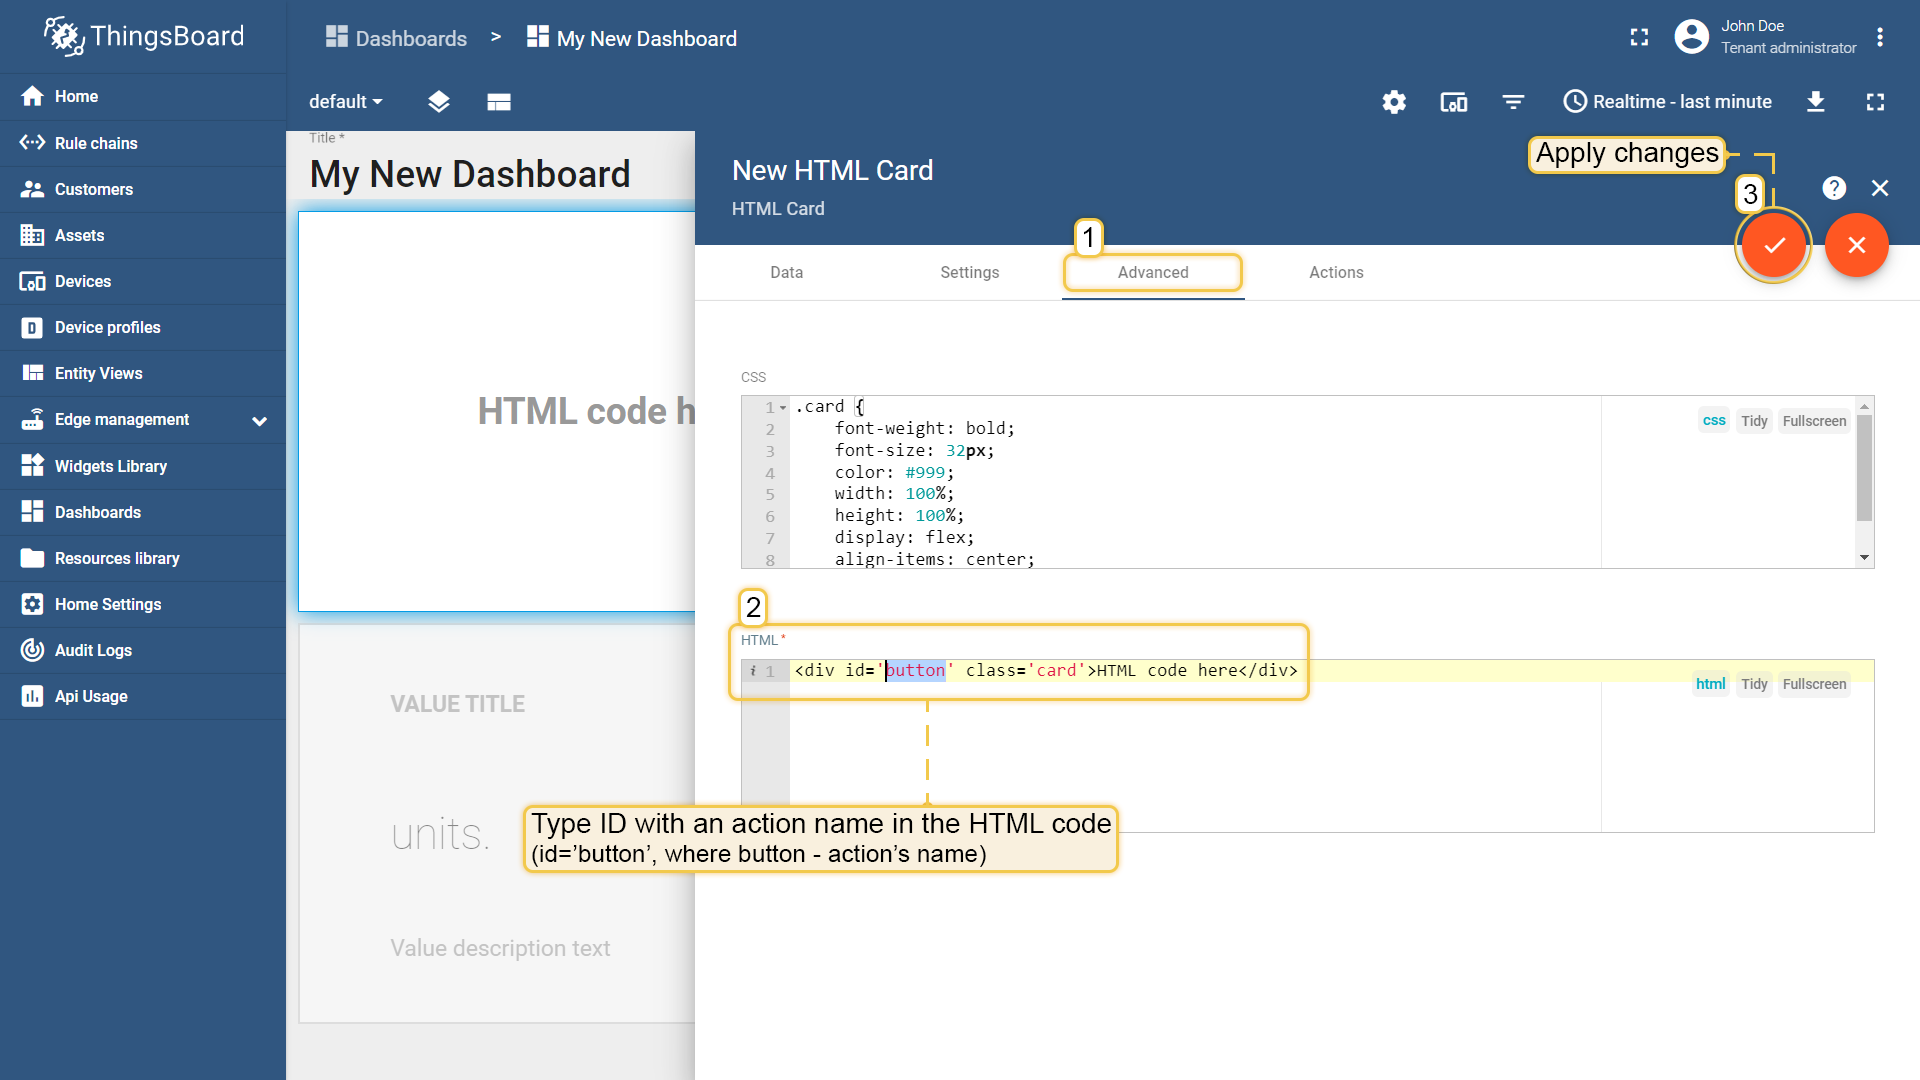 ThingsBoard
Dashboards > My New Dashboard
John Doe
Tenant administrator
Home
Rule chains
Customers
Assets
Devices
Device profiles
Entity Views
Edge management
Widgets Library
Dashboards
Resources library
Home Settings
Audit Logs
Api Usage
default
Realtime - last minute
Title *
My New Dashboard
HTML code h
VALUE TITLE
units.
Value description text
New HTML Card
HTML Card
Apply changes
3
?
1
Data Settings Advanced Actions
CSS
1 .card {
2 font-weight: bold;
3 font-size: 32px;
4 color: #999;
5 width: 100%;
6 height: 100%;
7 display: flex;
8 align-items: center;
css Tidy Fullscreen
2
HTML *
i 1 <div id='button' class='card'>HTML code here</div>
html Tidy Fullscreen
Type ID with an action name in the HTML code
(id=’button’, where button - action’s name)